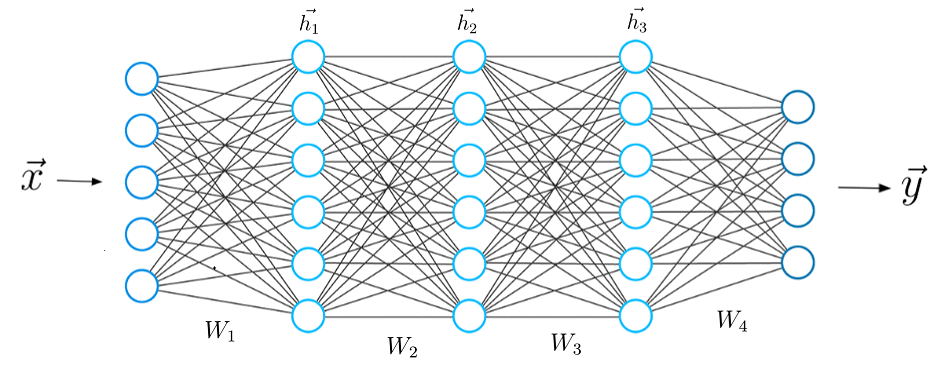 h⃗₁ h⃗₂ h⃗₃
x⃗ y⃗
W₁ W₂ W₃ W₄